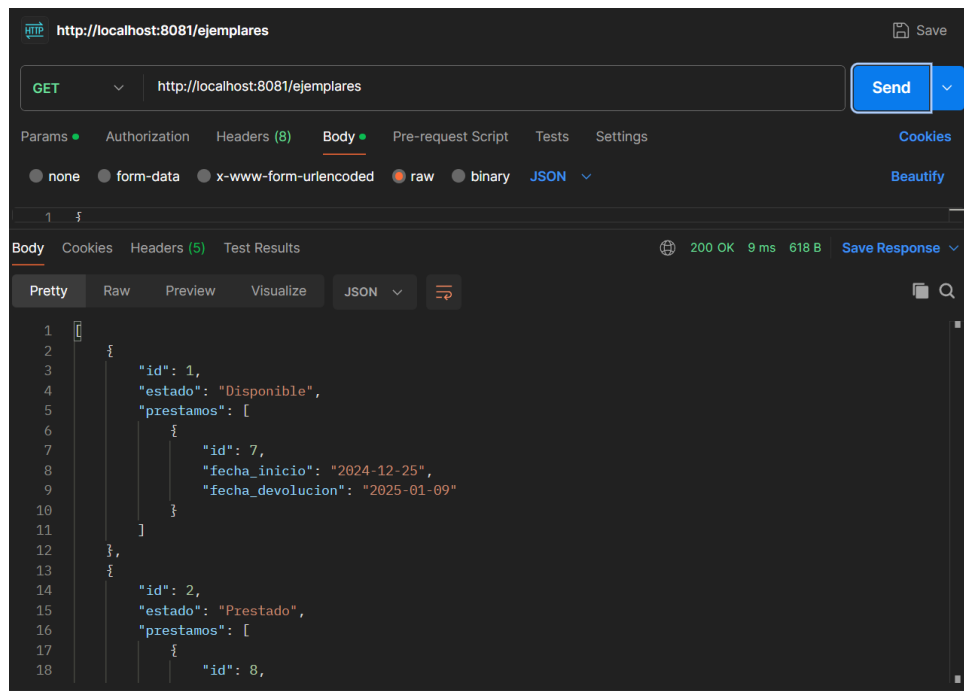 HTTP http://localhost:8081/ejemplares Save
GET http://localhost:8081/ejemplares Send
Params Authorization Headers (8) Body Pre-request Script Tests Settings Cookies
none form-data x-www-form-urlencoded raw binary JSON Beautify
1 {
Body Cookies Headers (5) Test Results 200 OK 9 ms 618 B Save Response
Pretty Raw Preview Visualize JSON
1 [
2 {
3 "id": 1,
4 "estado": "Disponible",
5 "prestamos": [
6 {
7 "id": 7,
8 "fecha_inicio": "2024-12-25",
9 "fecha_devolucion": "2025-01-09"
10 }
11 ]
12 },
13 {
14 "id": 2,
15 "estado": "Prestado",
16 "prestamos": [
17 {
18 "id": 8,